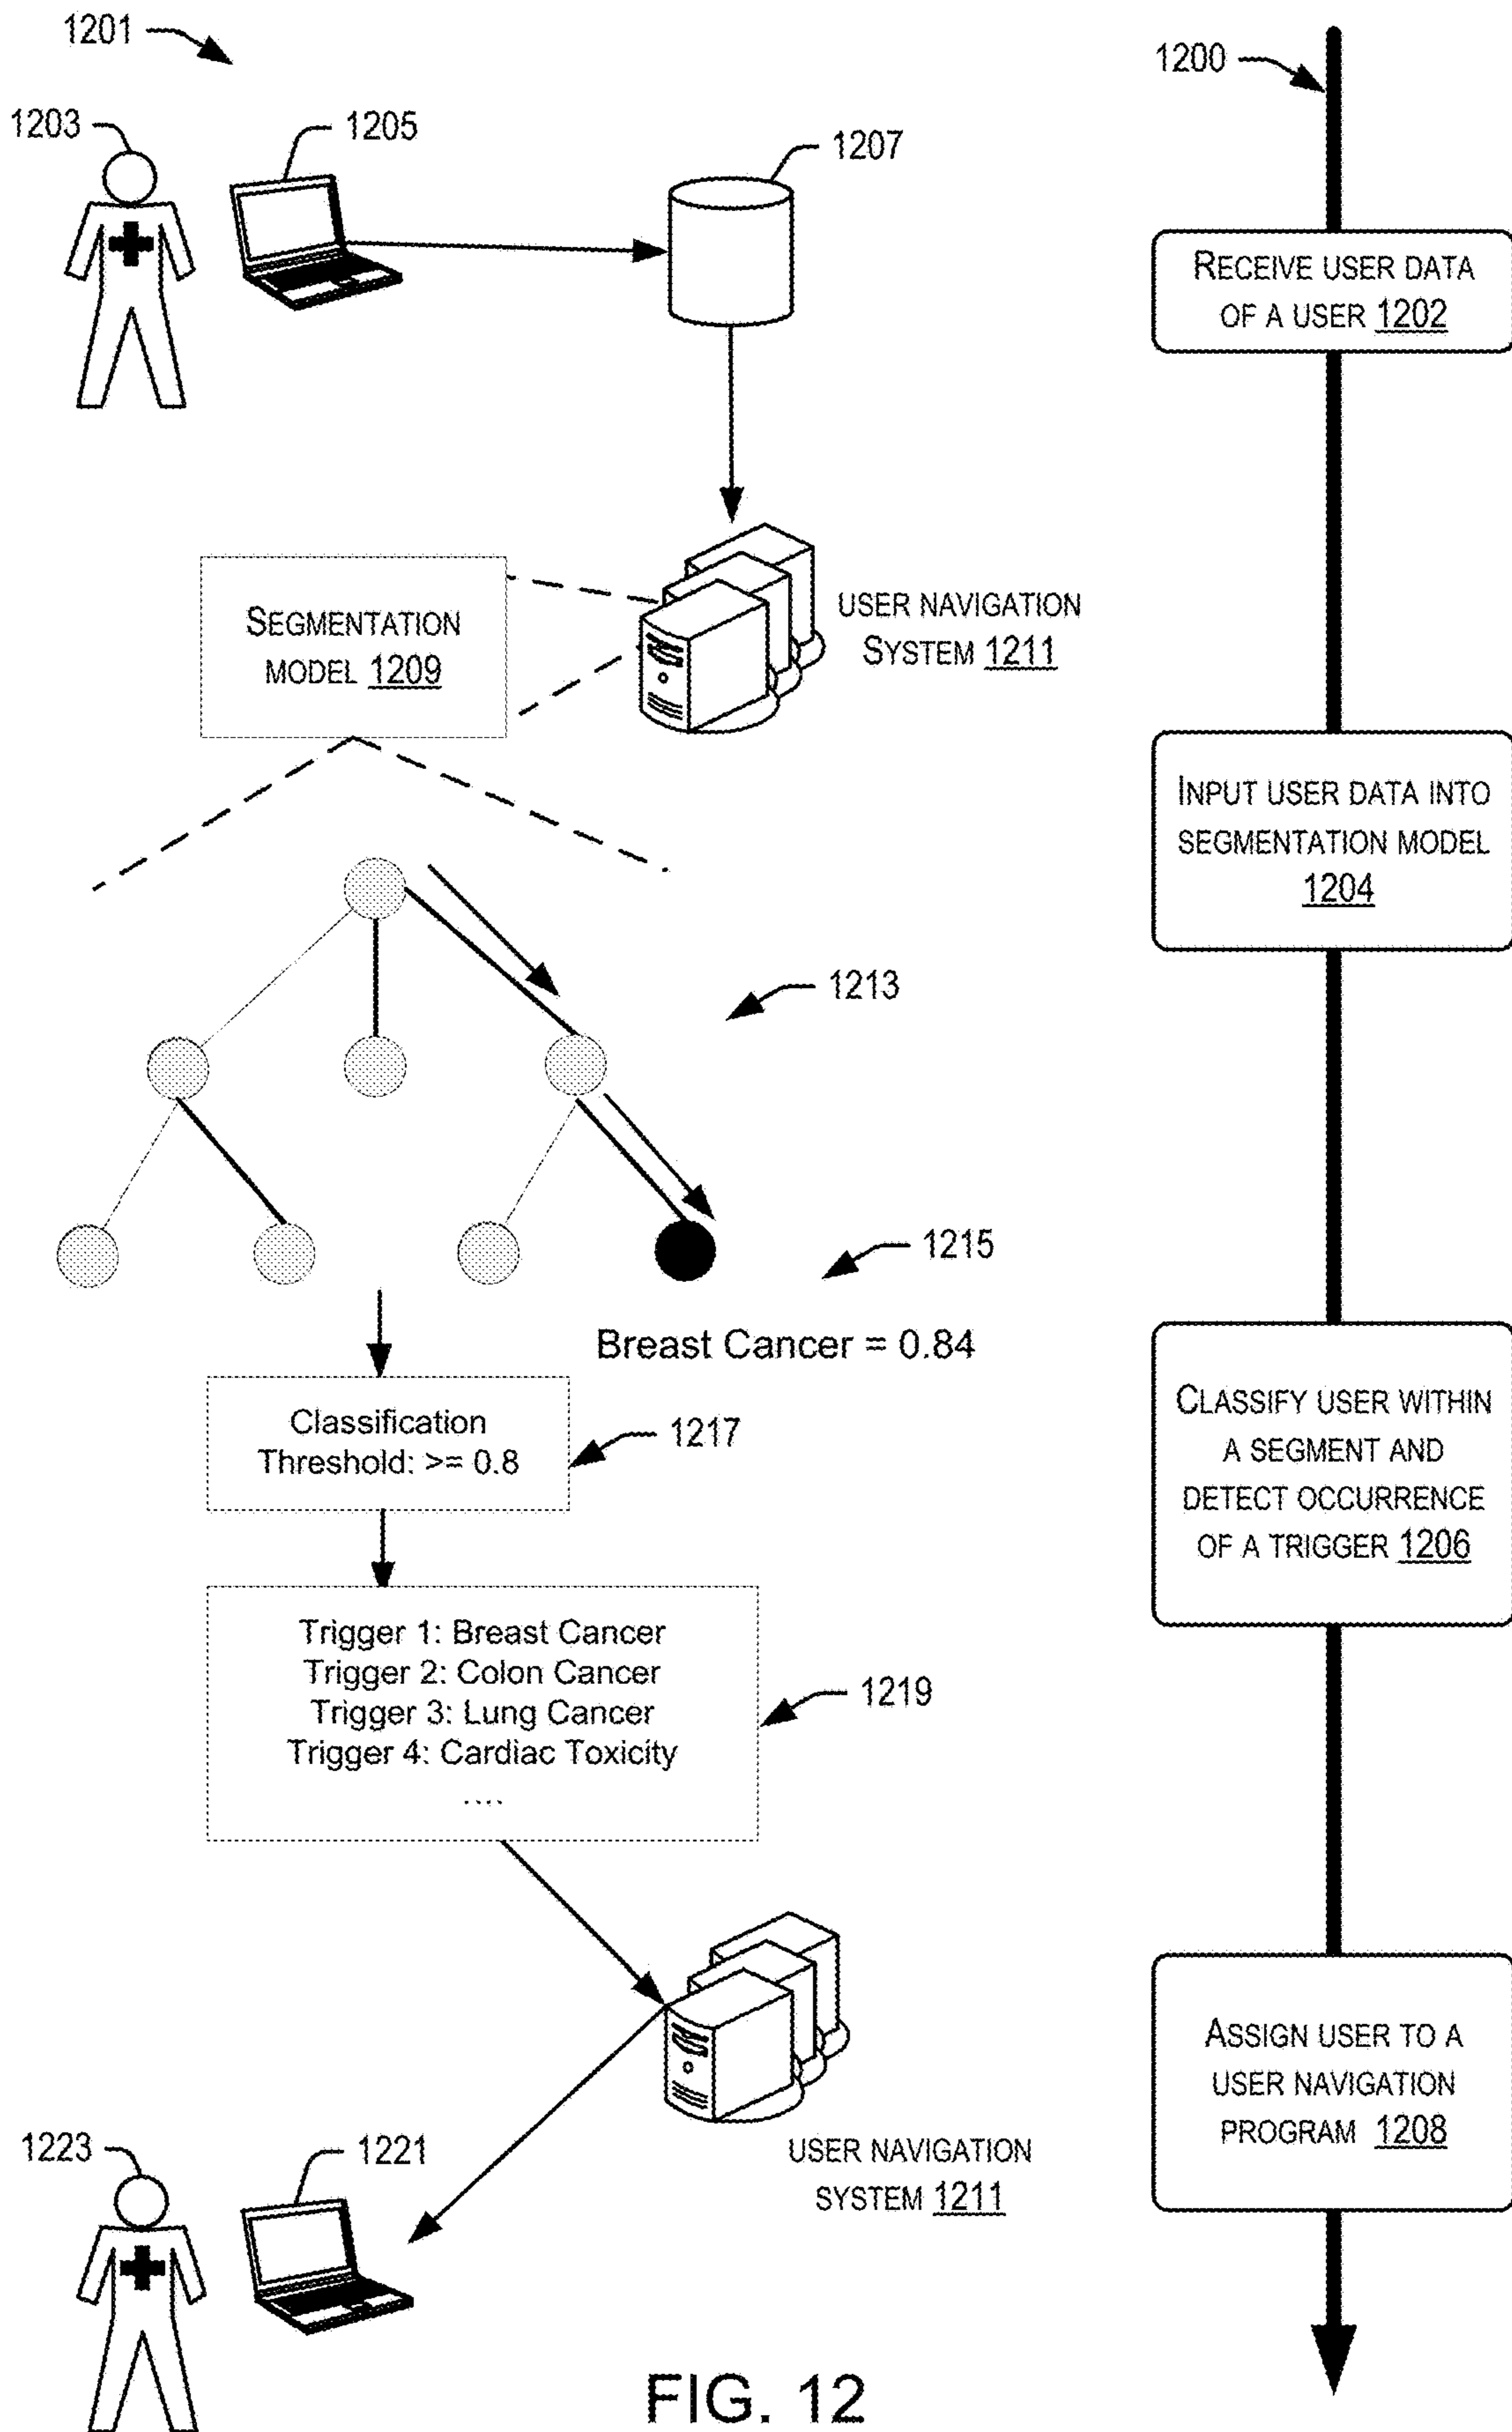 1201
1203
1205
1207
USER NAVIGATION
SYSTEM 1211
SEGMENTATION
MODEL 1209
1213
1215
Breast Cancer = 0.84
Classification
Threshold: >= 0.8
1217
Trigger 1: Breast Cancer
Trigger 2: Colon Cancer
Trigger 3: Lung Cancer
Trigger 4: Cardiac Toxicity
....
1219
USER NAVIGATION
SYSTEM 1211
1223
1221
1200
RECEIVE USER DATA
OF A USER 1202
INPUT USER DATA INTO
SEGMENTATION MODEL
1204
CLASSIFY USER WITHIN
A SEGMENT AND
DETECT OCCURRENCE
OF A TRIGGER 1206
ASSIGN USER TO A
USER NAVIGATION
PROGRAM 1208
FIG. 12